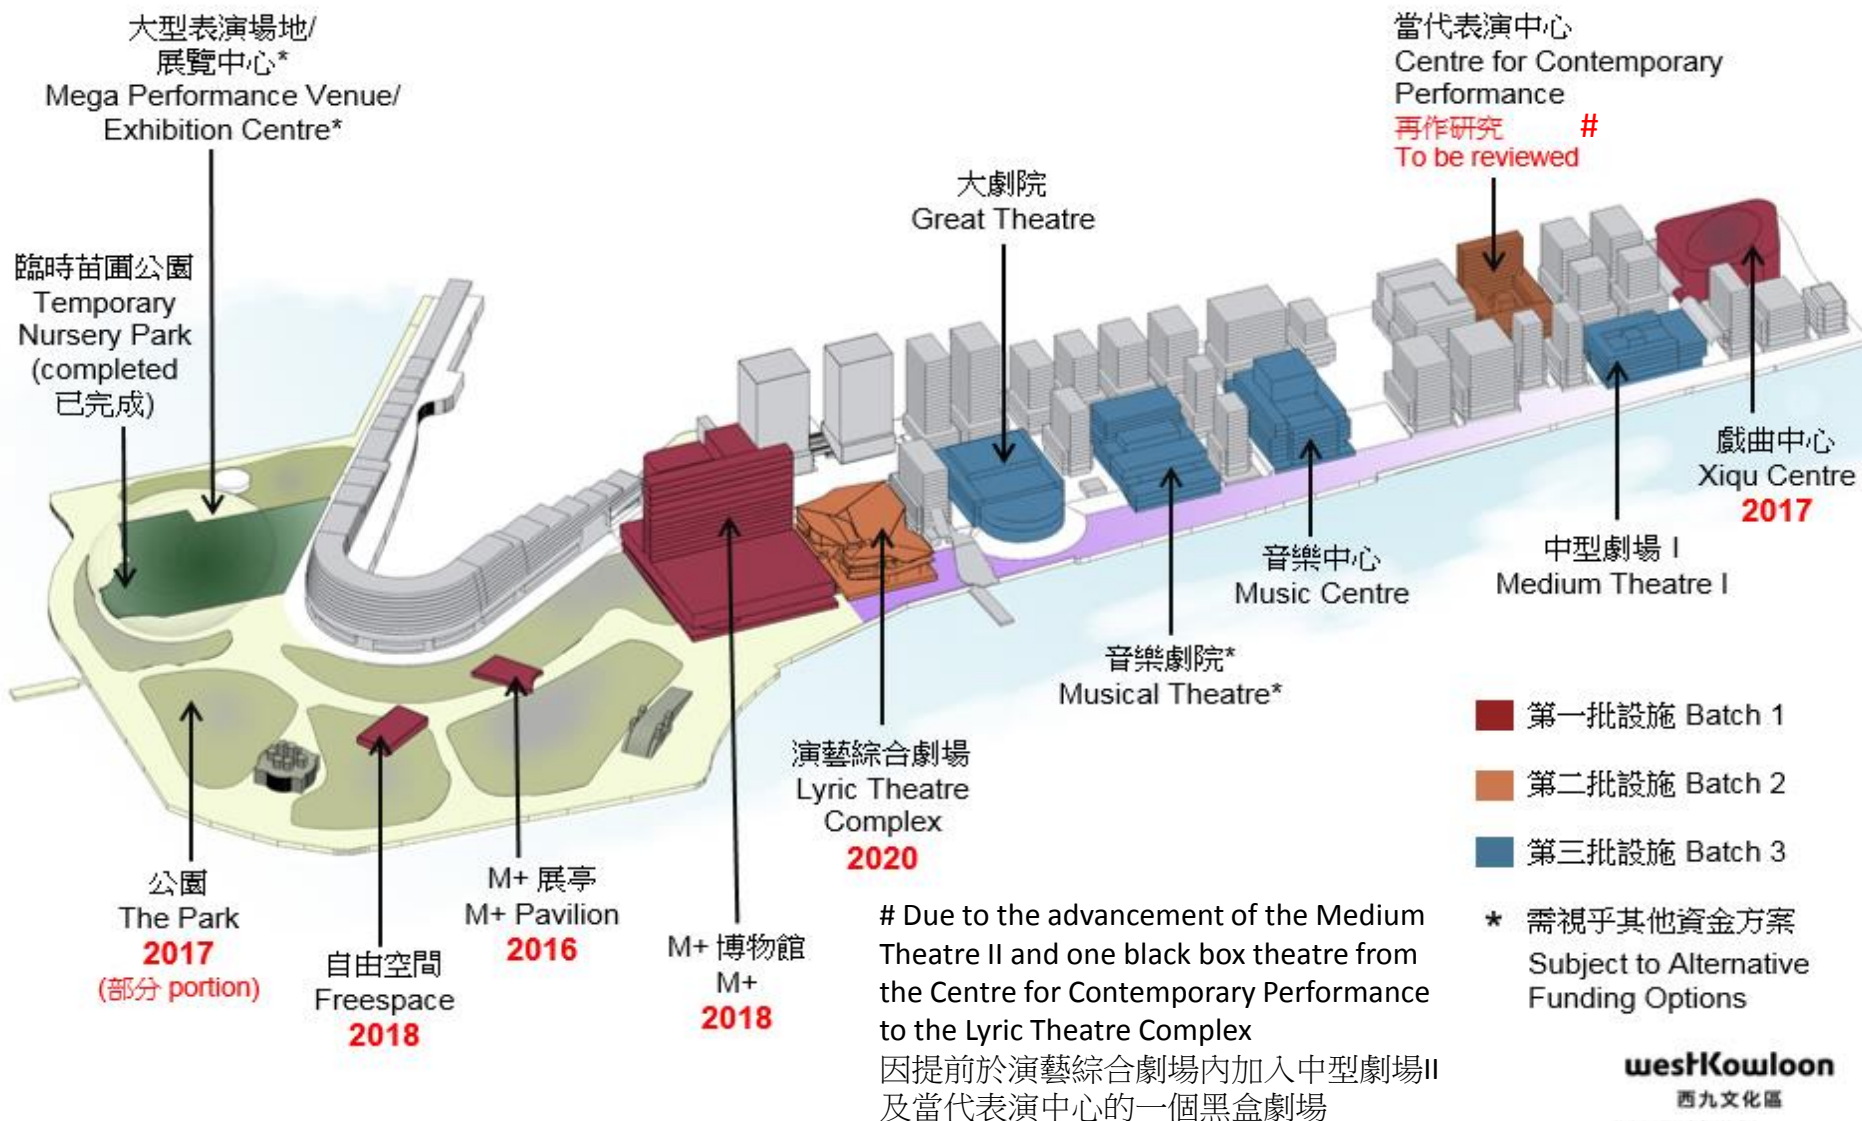 大型表演場地/
展覽中心*
Mega Performance Venue/
Exhibition Centre*
臨時苗圃公園
Temporary
Nursery Park
(completed
已完成)
大劇院
Great Theatre
當代表演中心
Centre for Contemporary
Performance
再作研究 #
To be reviewed
戲曲中心
Xiqu Centre
2017
中型劇場 I
Medium Theatre I
音樂中心
Music Centre
音樂劇院*
Musical Theatre*
演藝綜合劇場
Lyric Theatre
Complex
2020
M+ 博物館
M+
2018
M+ 展亭
M+ Pavilion
2016
自由空間
Freespace
2018
公園
The Park
2017
(部分 portion)
第一批設施 Batch 1
第二批設施 Batch 2
第三批設施 Batch 3
* 需視乎其他資金方案
Subject to Alternative
Funding Options
# Due to the advancement of the Medium
Theatre II and one black box theatre from
the Centre for Contemporary Performance
to the Lyric Theatre Complex
因提前於演藝綜合劇場內加入中型劇場II
及當代表演中心的一個黑盒劇場
westKowloon
西九文化區